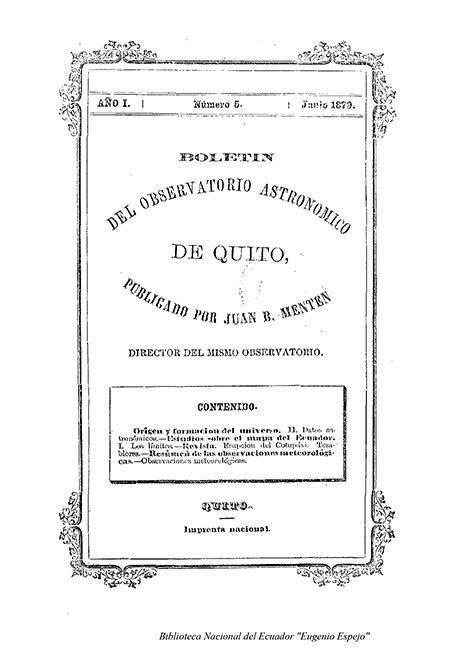 AÑO I. | Número 5. | Junio 1879.
BOLETIN
DEL OBSERVATORIO ASTRONOMICO
DE QUITO,
PUBLICADO POR JUAN B. MENTEN
DIRECTOR DEL MISMO OBSERVATORIO.
CONTENIDO.
Origen y formacion del universo. II. Datos as-
tronómicos.—Estudios sobre el mapa del Ecuador.
I. Los límites.—Revista. Erupcion del Cotopaxi. Tem-
blores.—Resúmen de las observaciones meteorológi-
cas.—Observaciones meteorológicas.
QUITO.
Imprenta nacional.
Biblioteca Nacional del Ecuador "Eugenio Espejo"